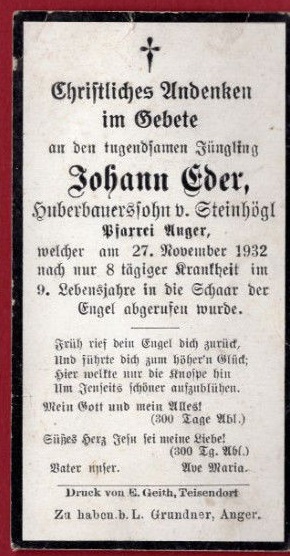 Christliches Andenken
im Gebete
an den tugendsamen Jüngling
Johann Eder,
Huberbauerssohn v. Steinhögl
Pfarrei Anger,
welcher am 27. November 1932
nach nur 8 tägiger Krankheit im
9. Lebensjahre in die Schaar der
Engel abgerufen wurde.
Früh rief dein Engel dich zurück,
Und führte dich zum höher'n Glück;
Hier welkte nur die Knospe hin
Um Jenseits schöner aufzublühen.
Mein Gott und mein Alles!
(300 Tage Abl.)
Süßes Herz Jesu sei meine Liebe!
(300 Tg. Abl.)
Vater unser. Ave Maria.
Druck von E. Geith, Teisendorf
Zu haben b. L. Grundner, Anger.